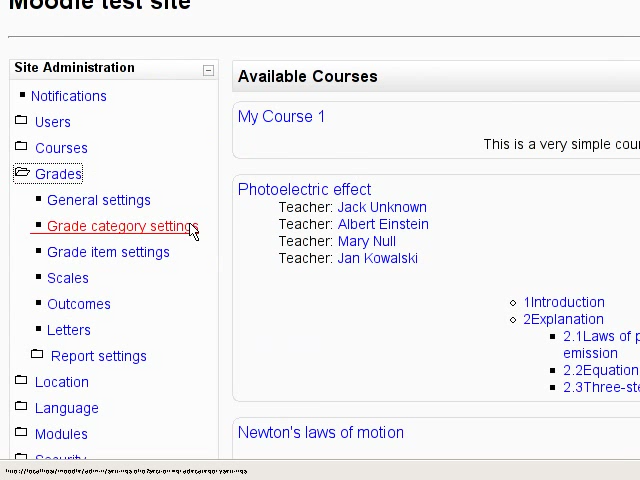 Moodle test site
Site Administration
Notifications
Users
Courses
Grades
General settings
Grade category settings
Grade item settings
Scales
Outcomes
Letters
Report settings
Location
Language
Modules
Security
Available Courses
My Course 1
This is a very simple cour
Photoelectric effect
Teacher: Jack Unknown
Teacher: Albert Einstein
Teacher: Mary Null
Teacher: Jan Kowalski
1Introduction
2Explanation
2.1Laws of p
emission
2.2Equation
2.3Three-ste
Newton's laws of motion